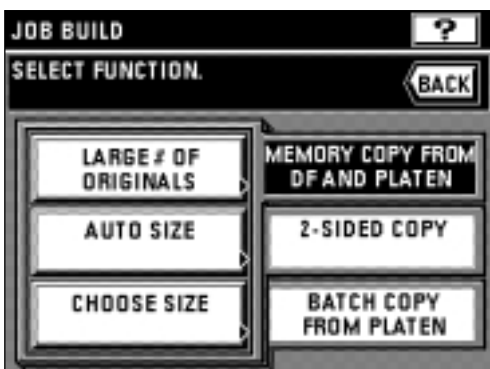 JOB BUILD ?
SELECT FUNCTION.
BACK
LARGE # OF
ORIGINALS
MEMORY COPY FROM
DF AND PLATEN
AUTO SIZE
2-SIDED COPY
CHOOSE SIZE
BATCH COPY
FROM PLATEN